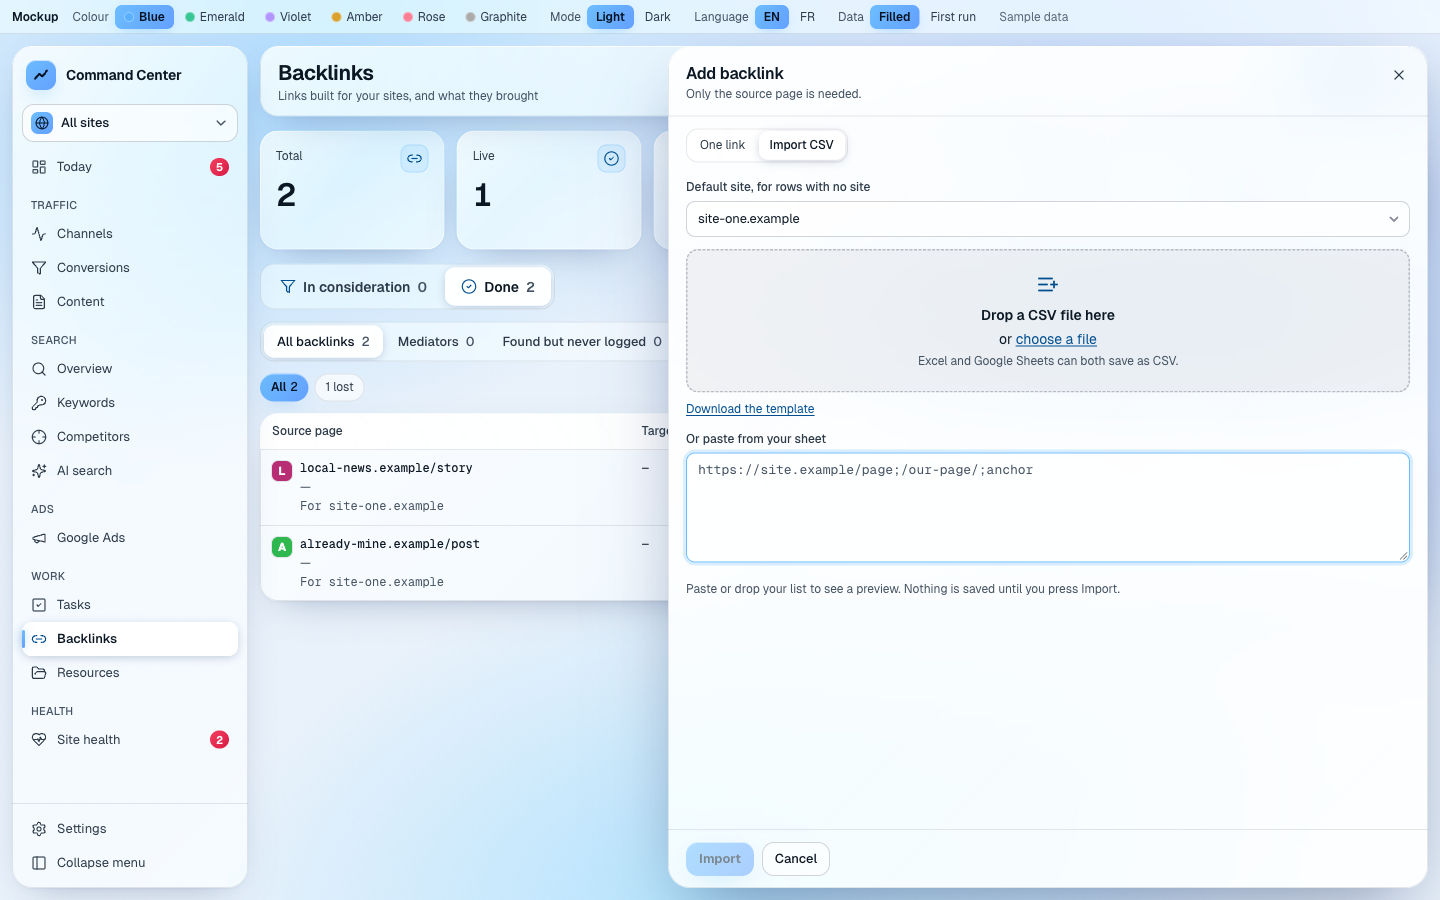 Mockup Colour Blue Emerald Violet Amber Rose Graphite Mode Light Dark Language EN FR Data Filled First run Sample data
Command Center
All sites
Today 5
TRAFFIC
Channels
Conversions
Content
SEARCH
Overview
Keywords
Competitors
AI search
ADS
Google Ads
WORK
Tasks
Backlinks
Resources
HEALTH
Site health 2
Settings
Collapse menu
Backlinks
Links built for your sites, and what they brought
Total
2
Live
1
In consideration 0 Done 2
All backlinks 2 Mediators 0 Found but never logged 0
All 2 1 lost
Source page
L local-news.example/story –
—
For site-one.example
A already-mine.example/post –
—
For site-one.example
Add backlink
Only the source page is needed.
One link Import CSV
Default site, for rows with no site
site-one.example
Drop a CSV file here
or choose a file
Excel and Google Sheets can both save as CSV.
Download the template
Or paste from your sheet
https://site.example/page;/our-page/;anchor
Paste or drop your list to see a preview. Nothing is saved until you press Import.
Import Cancel